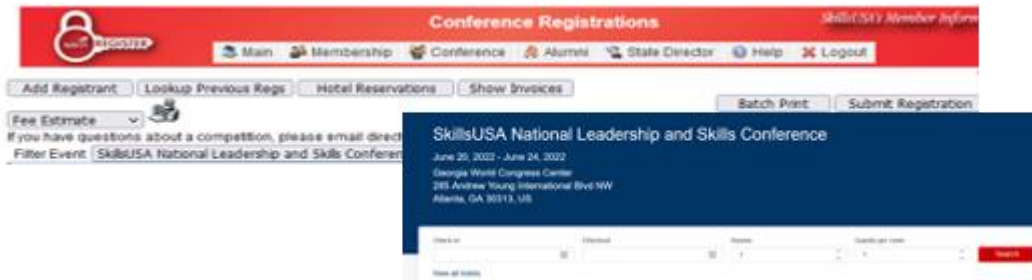 Conference Registrations
SkillsUSA's Member Inform
REGISTER
Main Membership Conference Alumni State Director Help Logout
Add Registrant Lookup Previous Regs Hotel Reservations Show Invoices
Batch Print Submit Registration
Fee Estimate
If you have questions about a competition, please email direct
Filter Event SkillsUSA National Leadership and Skills Conferen
SkillsUSA National Leadership and Skills Conference
June 20, 2022 - June 24, 2022
Georgia World Congress Center
285 Andrew Young International Blvd NW
Atlanta, GA 30313, US
Check in Checkout Rooms Guests per room
Search
View all hotels